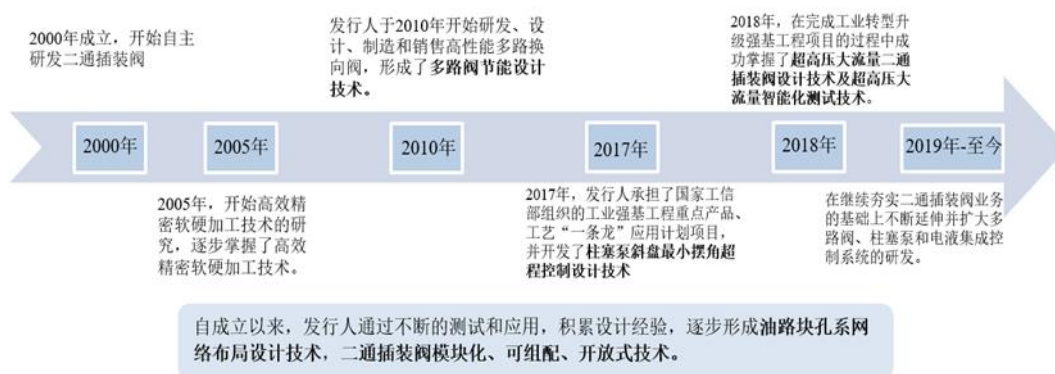 2000年成立，开始自主
研发二通插装阀
发行人于2010年开始研发、设
计、制造和销售高性能多路换
向阀，形成了多路阀节能设计
技术。
2018年，在完成工业转型升
级强基工程项目的过程中成
功掌握了超高压大流量二通
插装阀设计技术及超高压大
流量智能化测试技术。
2000年
2005年
2010年
2017年
2018年
2019年-至今
2005年，开始高效精
密软硬加工技术的研
究，逐步掌握了高效
精密软硬加工技术。
2017年，发行人承担了国家工信
部组织的工业强基工程重点产品、
工艺“一条龙”应用计划项目，
并开发了柱塞泵斜盘最小摆角超
程控制设计技术
在继续夯实二通插装阀业务
的基础上不断延伸并扩大多
路阀、柱塞泵和电液集成控
制系统的研发。
自成立以来，发行人通过不断的测试和应用，积累设计经验，逐步形成油路块孔系网
络布局设计技术，二通插装阀模块化、可组配、开放式技术。